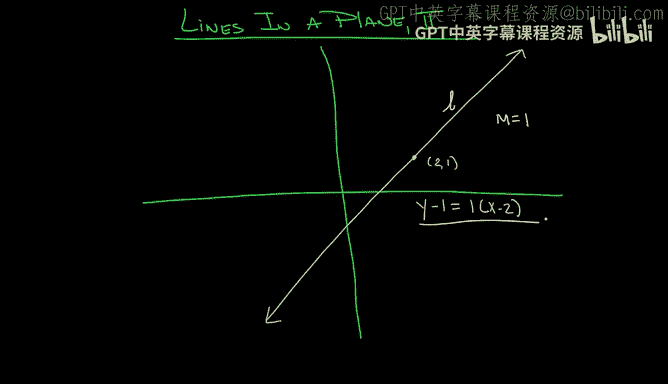 LINES IN A PLANE, II
GPT中英字幕课程资源@bilibili.com
GPT中英字幕课程资源 bilibili
l
M=1
(2,1)
y-1=1(x-2)